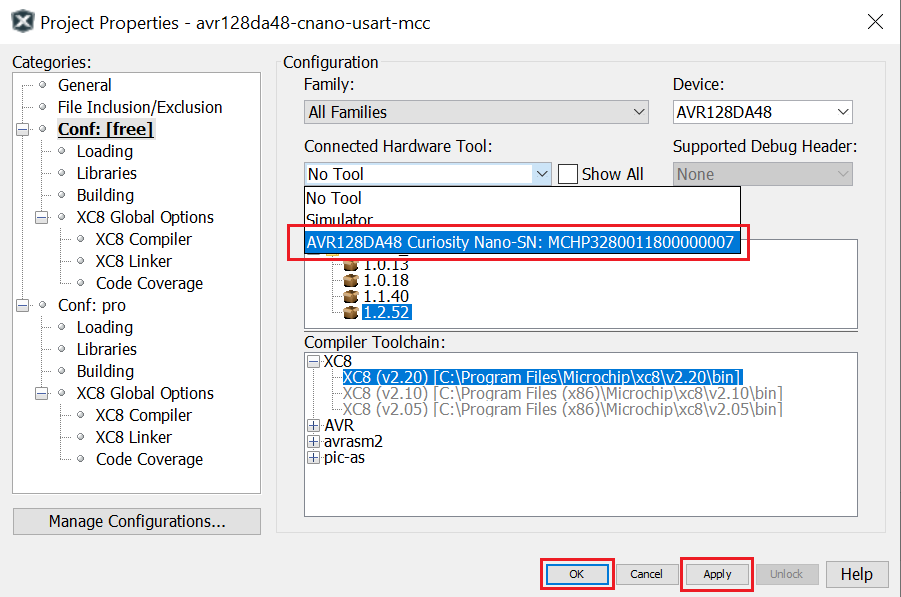 Project Properties - avr128da48-cnano-usart-mcc
Categories:
General
File Inclusion/Exclusion
Conf: [free]
Loading
Libraries
Building
XC8 Global Options
XC8 Compiler
XC8 Linker
Code Coverage
Conf: pro
Loading
Libraries
Building
XC8 Global Options
XC8 Compiler
XC8 Linker
Code Coverage
Manage Configurations...
Configuration
Family:
Device:
All Families
AVR128DA48
Connected Hardware Tool:
Supported Debug Header:
No Tool
Show All
None
No Tool
Simulator
AVR128DA48 Curiosity Nano-SN: MCHP3280011800000007
1.0.13
1.0.18
1.1.40
1.2.52
Compiler Toolchain:
XC8
XC8 (v2.20) [C:\Program Files\Microchip\xc8\v2.20\bin]
XC8 (v2.10) [C:\Program Files (x86)\Microchip\xc8\v2.10\bin]
XC8 (v2.05) [C:\Program Files (x86)\Microchip\xc8\v2.05\bin]
AVR
avrasm2
pic-as
OK
Cancel
Apply
Unlock
Help